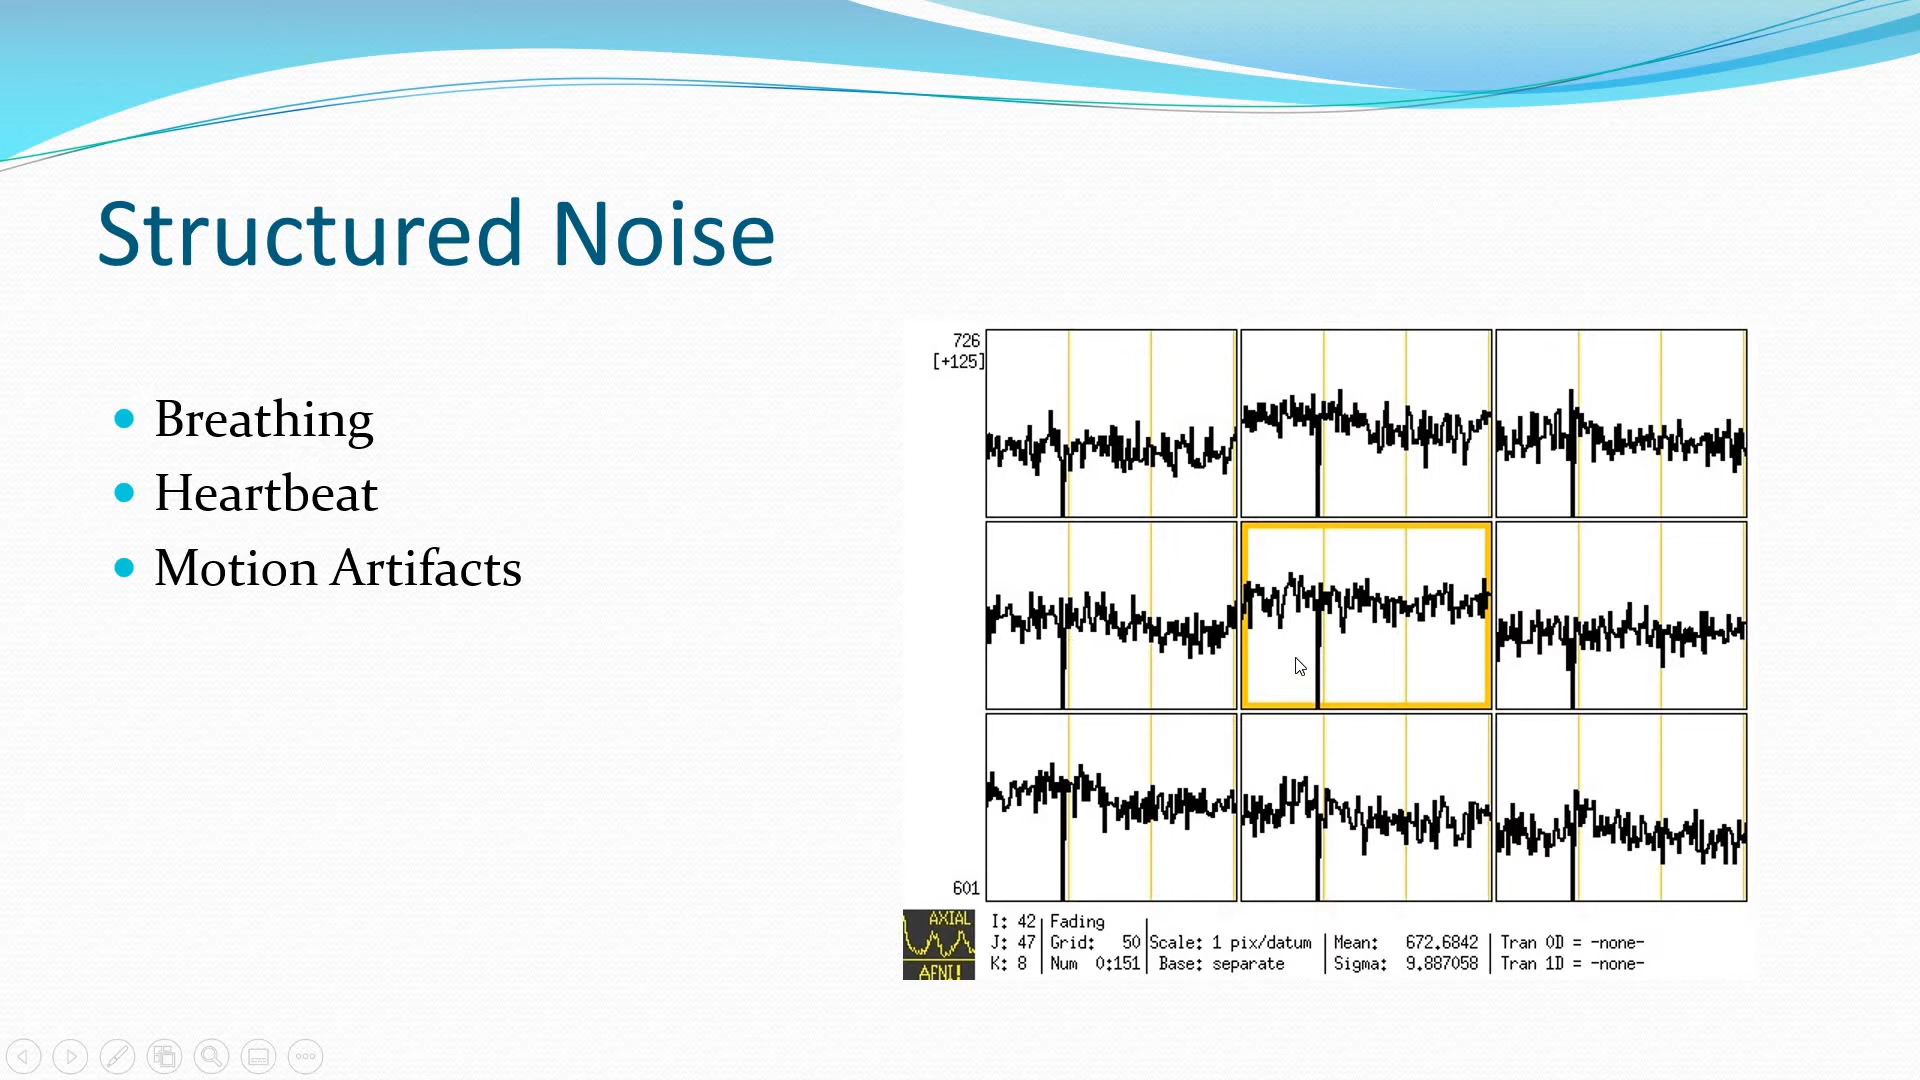 Structured Noise
Breathing
Heartbeat
Motion Artifacts
726
[+125]
601
AXIAL
AFNI!
I: 42
J: 47
K: 8
Fading
Grid: 50
Num 0:151
Scale: 1 pix/datum
Base: separate
Mean: 672.6842
Sigma: 9.887058
Tran 0D = -none-
Tran 1D = -none-